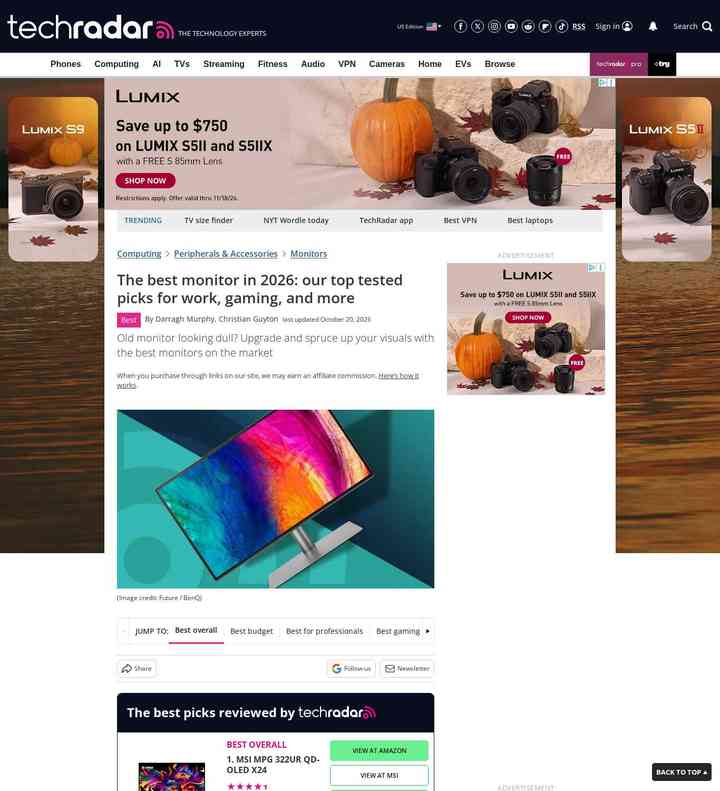 techradar
THE TECHNOLOGY EXPERTS
US Edition
RSS
Sign in
Search
Phones Computing AI TVs Streaming Fitness Audio VPN Cameras Home EVs Browse
techradar pro
try
LUMIX S9
LUMIX
Save up to $750
on LUMIX S5II and S5IIX
with a FREE S 85mm Lens
SHOP NOW
Restrictions apply. Offer valid thru 11/18/26.
FREE
LUMIX S5II
TRENDING TV size finder NYT Wordle today TechRadar app Best VPN Best laptops
Computing Peripherals & Accessories Monitors
The best monitor in 2026: our top tested
picks for work, gaming, and more
Best By Darragh Murphy, Christian Guyton last updated October 20, 2026
Old monitor looking dull? Upgrade and spruce up your visuals with
the best monitors on the market
When you purchase through links on our site, we may earn an affiliate commission. Here's how it
works.
ADVERTISEMENT
LUMIX
Save up to $750 on LUMIX S5II and S5IIX
with a FREE S 85mm Lens
SHOP NOW
FREE
(Image credit: Future / BenQ)
JUMP TO: Best overall Best budget Best for professionals Best gaming
Share
Follow us
Newsletter
The best picks reviewed by techradar
BEST OVERALL
1. MSI MPG 322UR QD-
OLED X24
VIEW AT AMAZON
VIEW AT MSI
BACK TO TOP
ADVERTISEMENT